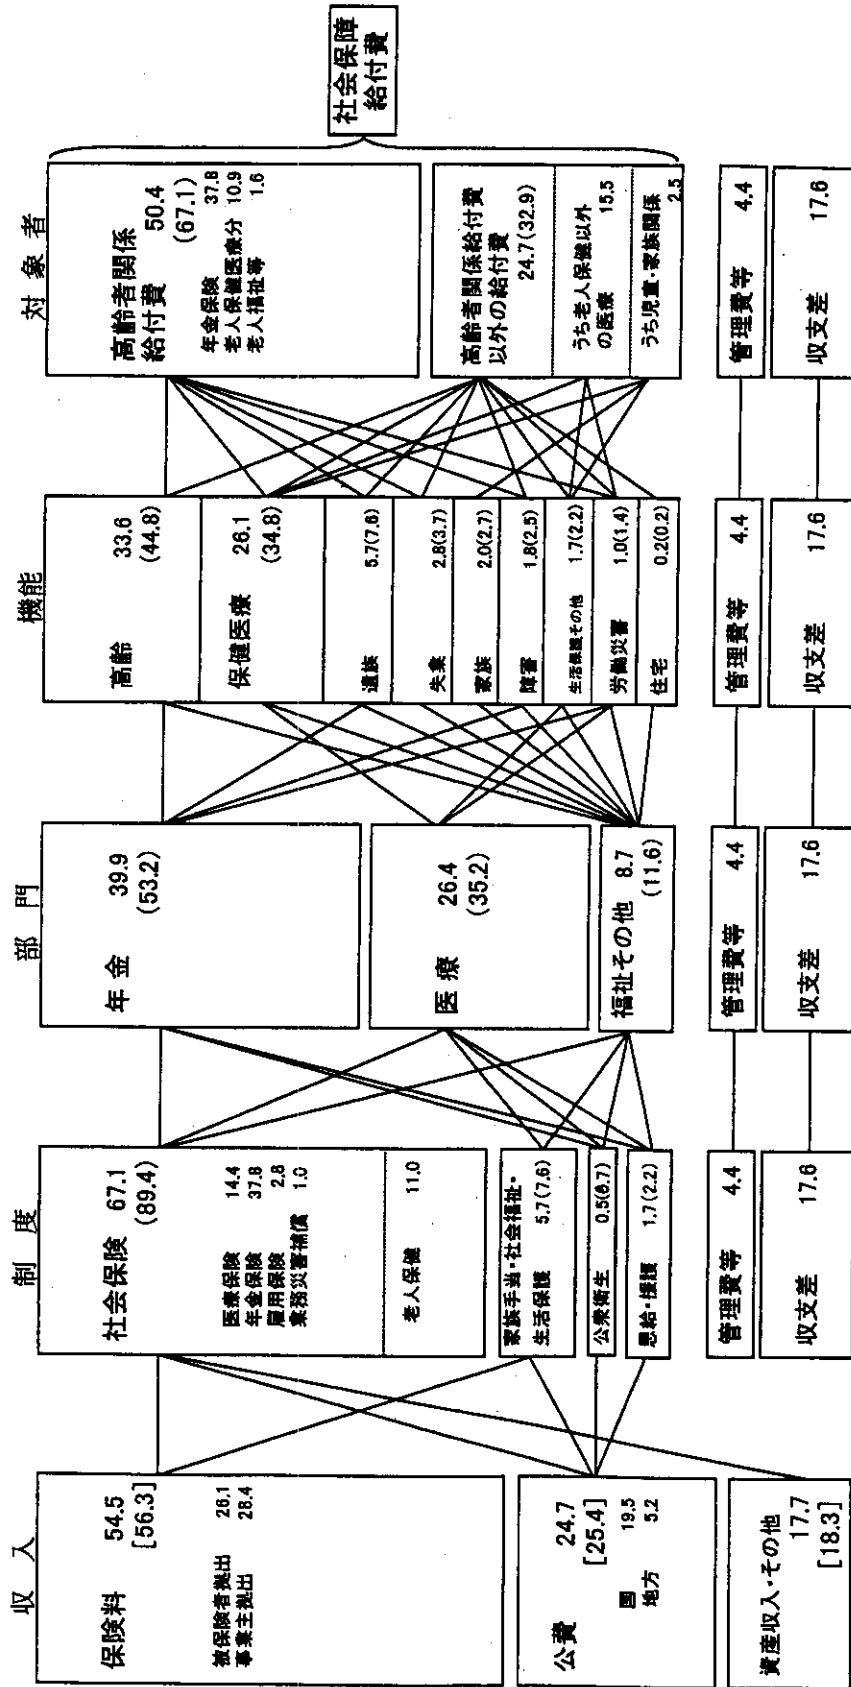 収 入
保険料 54.5
[56.3]
被保険者拠出 26.1
事業主拠出 28.4
公費 24.7
[25.4]
国 19.5
地方 5.2
資産収入・その他
17.7
[18.3]
制 度
社会保険 67.1
(89.4)
医療保険 14.4
年金保険 37.8
雇用保険 2.8
業務災害補償 1.0
老人保健 11.0
家族手当・社会福祉・
生活保護 5.7(7.6)
公衆衛生 0.5(0.7)
恩給・援護 1.7(2.2)
管理費等 4.4
収支差 17.6
部 門
年 金 39.9
(53.2)
医 療 26.4
(35.2)
福祉その他 8.7
(11.6)
管理費等 4.4
収支差 17.6
機能
高齢 33.6
(44.8)
保健医療 26.1
(34.8)
遺族 5.7(7.6)
失業 2.8(3.7)
家族 2.0(2.7)
障害 1.8(2.5)
生活保護その他 1.7(2.2)
労働災害 1.0(1.4)
住宅 0.2(0.2)
管理費等 4.4
収支差 17.6
対 象 者
高齢者関係
給付費 50.4
(67.1)
年金保険 37.8
老人保健医療分 10.9
老人福祉等 1.6
高齢者関係給付費
以外の給付費
24.7(32.9)
うち老人保健以外
の医療 15.5
うち児童・家族関係
2.5
管理費等 4.4
収支差 17.6
社会保障
給付費